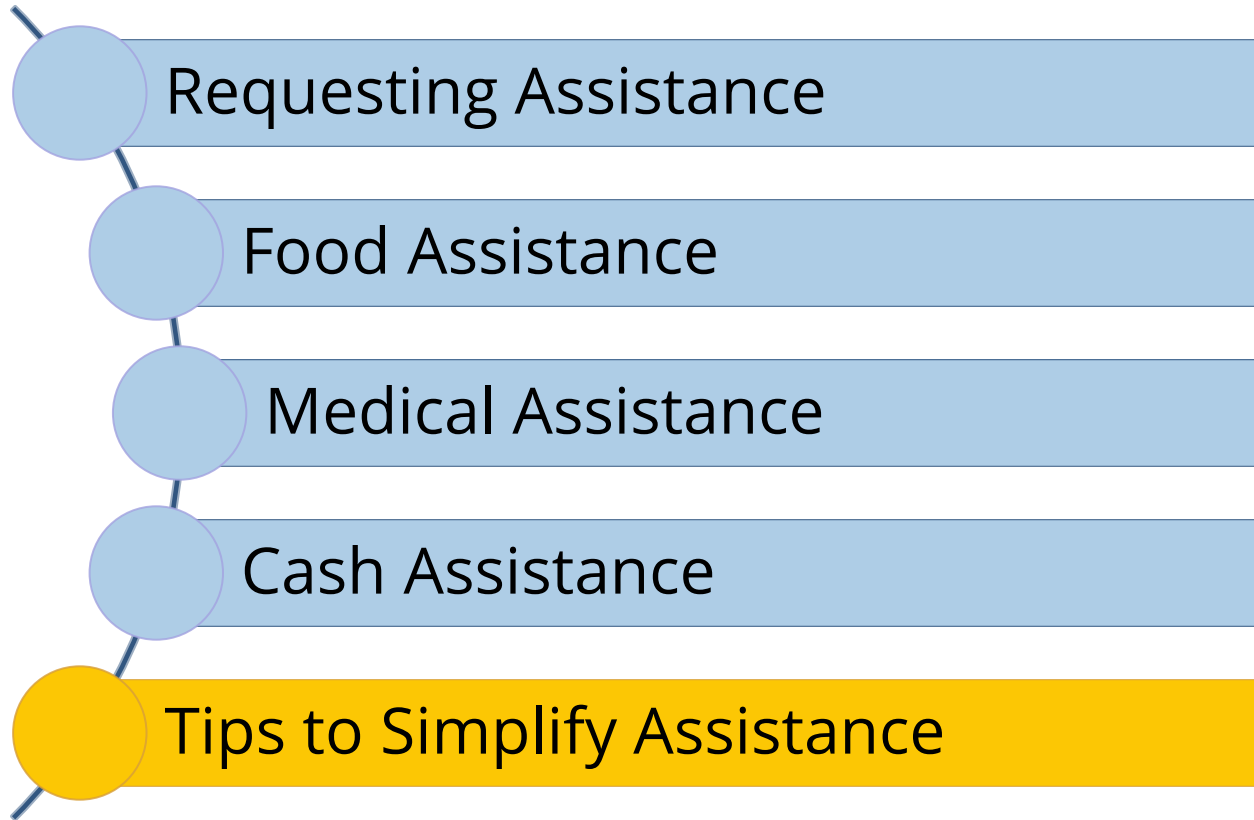 Requesting Assistance
Food Assistance
Medical Assistance
Cash Assistance
Tips to Simplify Assistance